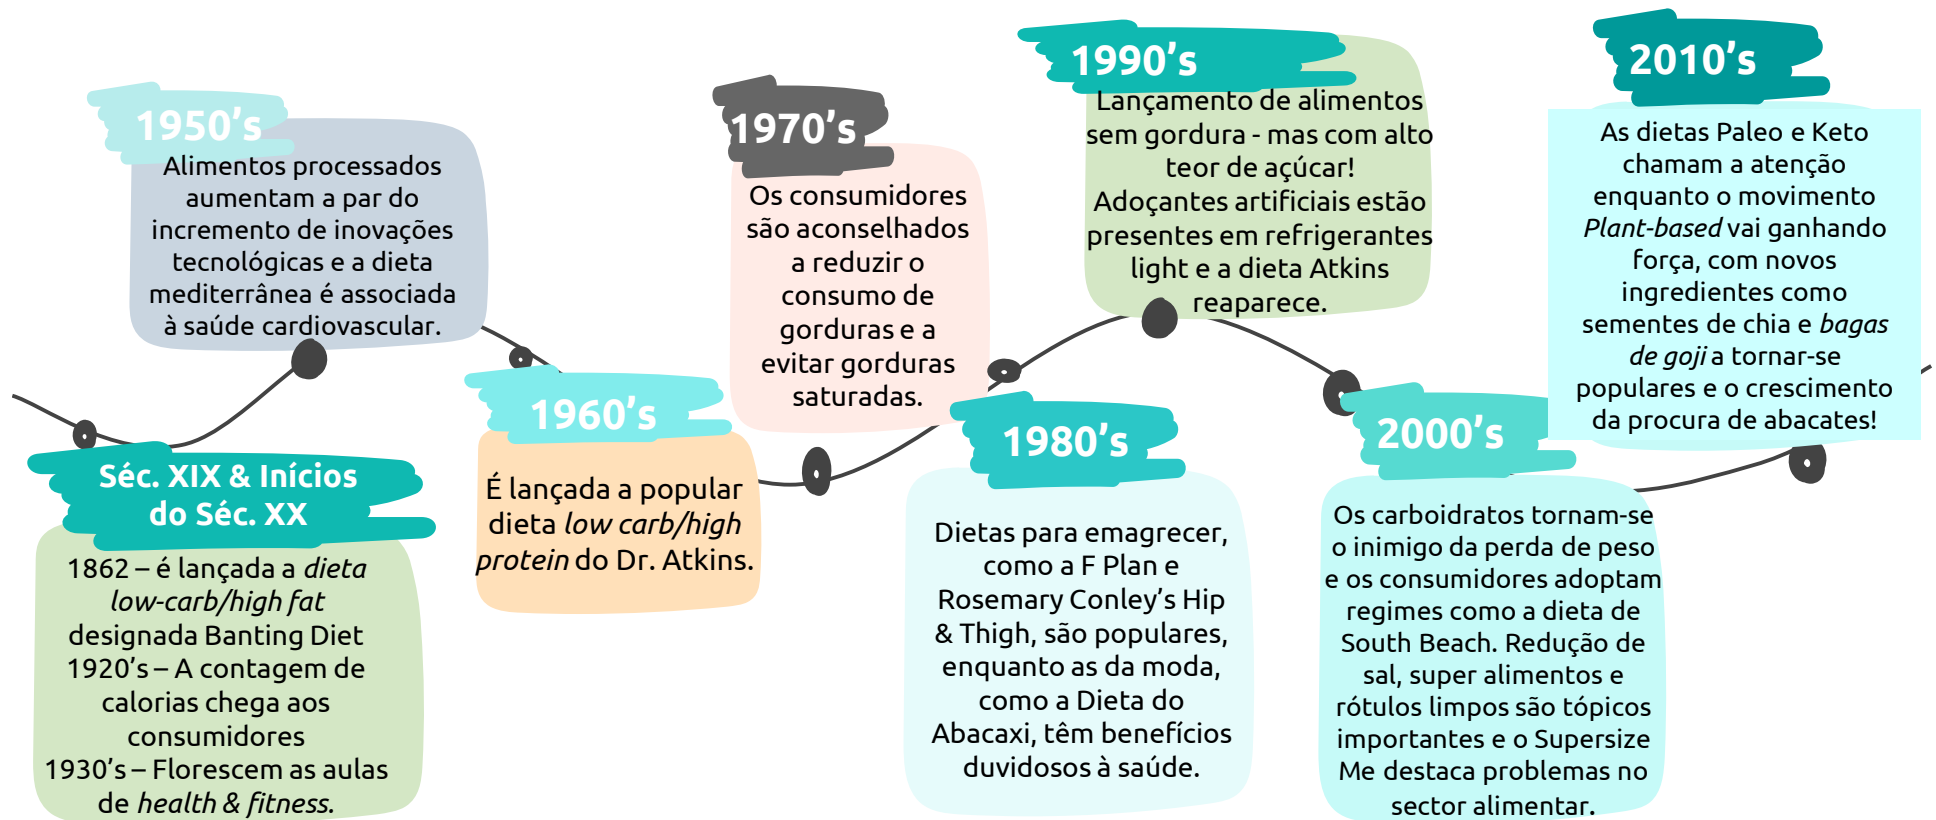 Séc. XIX & Inícios
do Séc. XX
1862 – é lançada a dieta
low-carb/high fat
designada Banting Diet
1920’s – A contagem de
calorias chega aos
consumidores
1930’s – Florescem as aulas
de health & fitness.
1950’s
Alimentos processados
aumentam a par do
incremento de inovações
tecnológicas e a dieta
mediterrânea é associada
à saúde cardiovascular.
1960’s
É lançada a popular
dieta low carb/high
protein do Dr. Atkins.
1970’s
Os consumidores
são aconselhados
a reduzir o
consumo de
gorduras e a
evitar gorduras
saturadas.
1980’s
Dietas para emagrecer,
como a F Plan e
Rosemary Conley’s Hip
& Thigh, são populares,
enquanto as da moda,
como a Dieta do
Abacaxi, têm benefícios
duvidosos à saúde.
1990’s
Lançamento de alimentos
sem gordura - mas com alto
teor de açúcar!
Adoçantes artificiais estão
presentes em refrigerantes
light e a dieta Atkins
reaparece.
2000’s
Os carboidratos tornam-se
o inimigo da perda de peso
e os consumidores adoptam
regimes como a dieta de
South Beach. Redução de
sal, super alimentos e
rótulos limpos são tópicos
importantes e o Supersize
Me destaca problemas no
sector alimentar.
2010’s
As dietas Paleo e Keto
chamam a atenção
enquanto o movimento
Plant-based vai ganhando
força, com novos
ingredientes como
sementes de chia e bagas
de goji a tornar-se
populares e o crescimento
da procura de abacates!